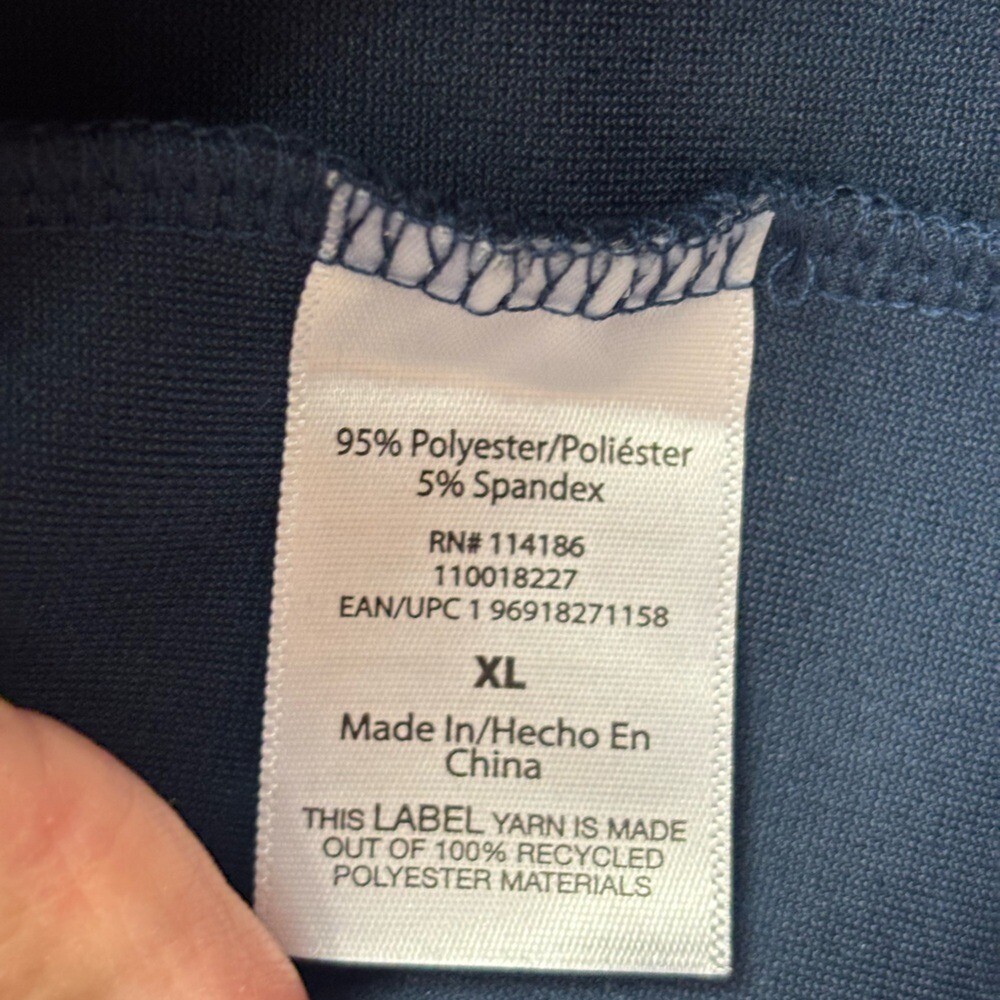 95% Polyester/Poliéster
5% Spandex
RN# 114186
110018227
EAN/UPC 1 96918271158
XL
Made In/Hecho En
China
THIS LABEL YARN IS MADE
OUT OF 100% RECYCLED
POLYESTER MATERIALS